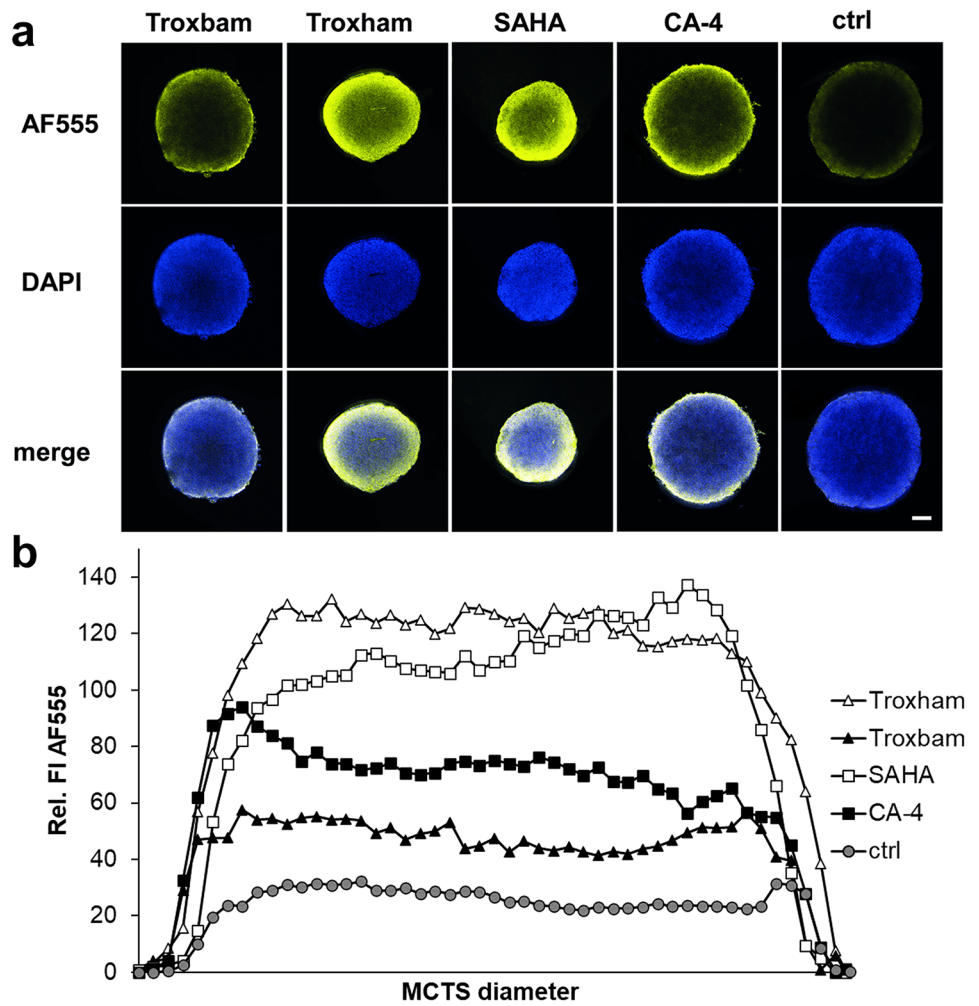 a
Troxbam Troxham SAHA CA-4 ctrl
AF555
DAPI
merge
b
Rel. FI AF555
140
120
100
80
60
40
20
0
Troxham
Troxbam
SAHA
CA-4
ctrl
MCTS diameter